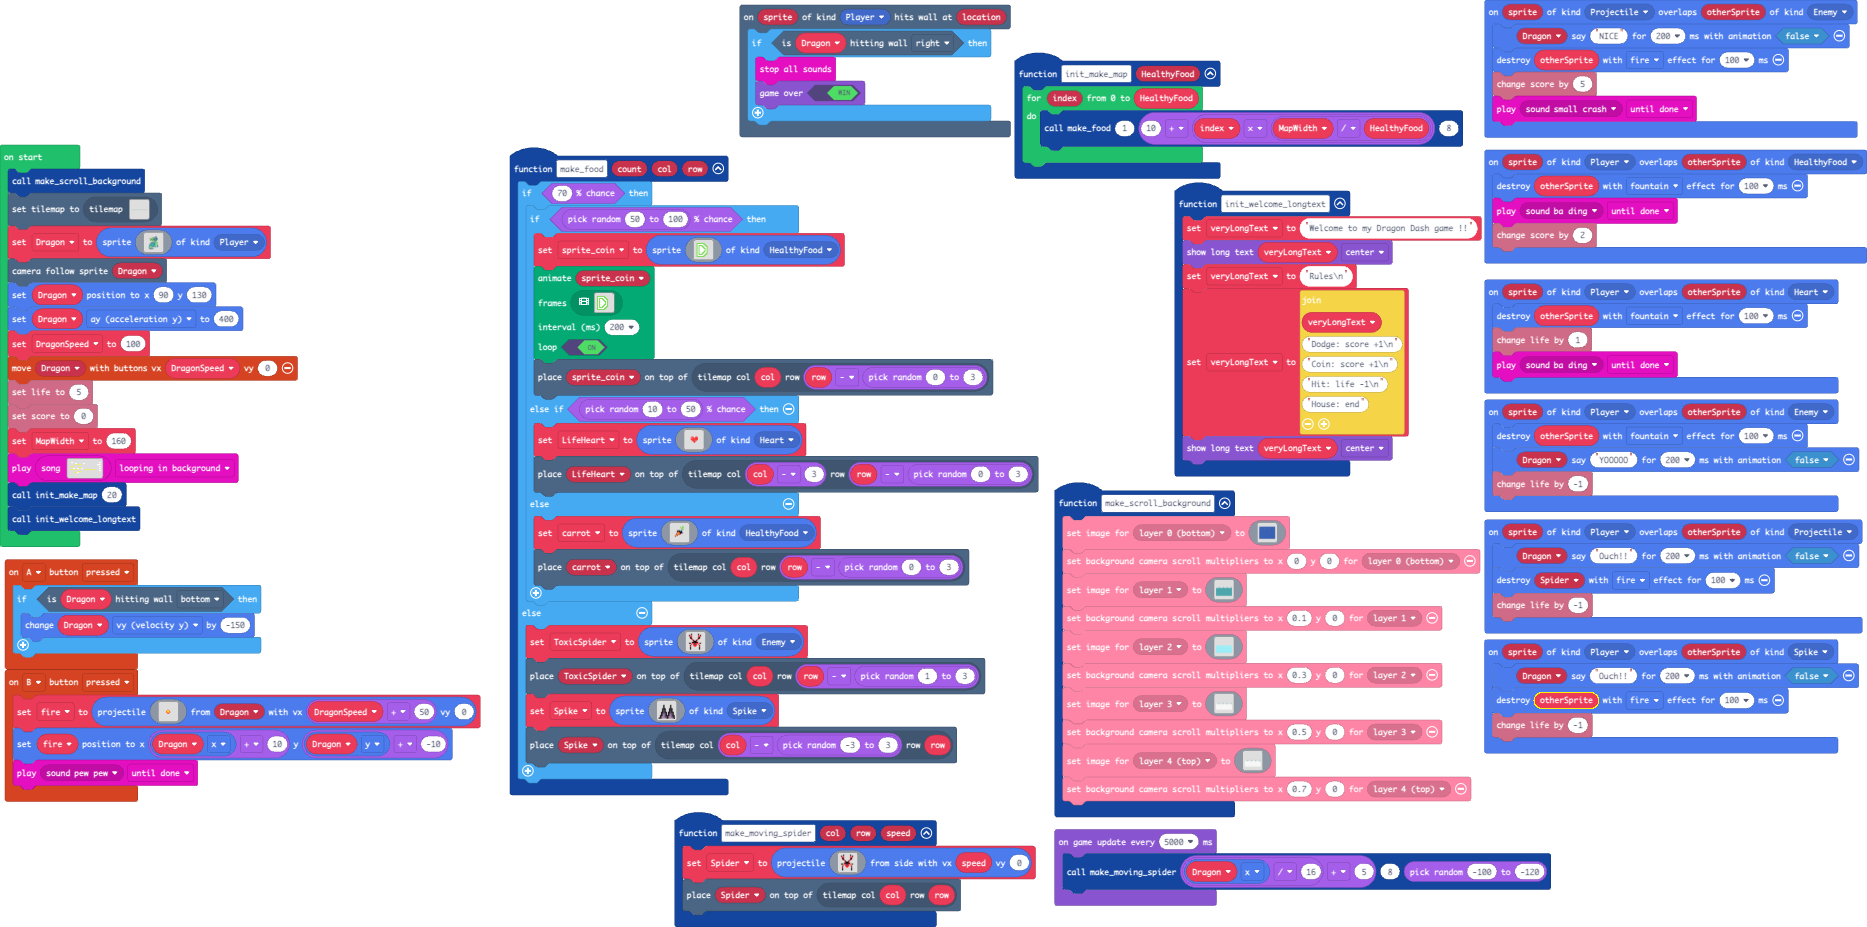 on start
call make_scroll_background
set tilemap to tilemap
set Dragon to sprite of kind Player
camera follow sprite Dragon
set Dragon position to x 90 y 130
set Dragon ay (acceleration y) to 400
set DragonSpeed to 100
move Dragon with buttons vx DragonSpeed vy 0
set life to 5
set score to 0
set MapWidth to 160
play song looping in background
call init_make_map 20
call init_welcome_longtext
on A button pressed
if is Dragon hitting wall bottom then
change Dragon vy (velocity y) by -150
on B button pressed
set fire to projectile from Dragon with vx DragonSpeed + 50 vy 0
set fire position to x Dragon x + 10 y Dragon y + -10
play sound pew pew until done
function make_food count col row
if 70 % chance then
if pick random 50 to 100 % chance then
set sprite_coin to sprite of kind HealthyFood
animate sprite_coin
frames
interval (ms) 200
loop ON
place sprite_coin on top of tilemap col col row row - pick random 0 to 3
else if pick random 10 to 50 % chance then
set LifeHeart to sprite of kind Heart
place LifeHeart on top of tilemap col col - 3 row row - pick random 0 to 3
else
set carrot to sprite of kind HealthyFood
place carrot on top of tilemap col col row row - pick random 0 to 3
else
set ToxicSpider to sprite of kind Enemy
place ToxicSpider on top of tilemap col col row row - pick random 1 to 3
set Spike to sprite of kind Spike
place Spike on top of tilemap col col - pick random -3 to 3 row row
function make_moving_spider col row speed
set Spider to projectile from side with vx speed vy 0
place Spider on top of tilemap col col row row
on sprite of kind Player hits wall at location
if is Dragon hitting wall right then
stop all sounds
game over WIN
function init_make_map HealthyFood
for index from 0 to HealthyFood
do
call make_food 1 10 + index x MapWidth / HealthyFood 8
function init_welcome_longtext
set veryLongText to "Welcome to my Dragon Dash game !!"
show long text veryLongText center
set veryLongText to "Rules\n"
set veryLongText to join
veryLongText
"Dodge: score +1\n"
"Coin: score +1\n"
"Hit: life -1\n"
"House: end"
show long text veryLongText center
function make_scroll_background
set image for layer 0 (bottom) to
set background camera scroll multipliers to x 0 y 0 for layer 0 (bottom)
set image for layer 1 to
set background camera scroll multipliers to x 0.1 y 0 for layer 1
set image for layer 2 to
set background camera scroll multipliers to x 0.3 y 0 for layer 2
set image for layer 3 to
set background camera scroll multipliers to x 0.5 y 0 for layer 3
set image for layer 4 (top) to
set background camera scroll multipliers to x 0.7 y 0 for layer 4 (top)
on game update every 5000 ms
call make_moving_spider Dragon x / 16 + 5 8 pick random -100 to -120
on sprite of kind Projectile overlaps otherSprite of kind Enemy
Dragon say "NICE" for 200 ms with animation false
destroy otherSprite with fire effect for 100 ms
change score by 5
play sound small crash until done
on sprite of kind Player overlaps otherSprite of kind HealthyFood
destroy otherSprite with fountain effect for 100 ms
play sound ba ding until done
change score by 2
on sprite of kind Player overlaps otherSprite of kind Heart
destroy otherSprite with fountain effect for 100 ms
change life by 1
play sound ba ding until done
on sprite of kind Player overlaps otherSprite of kind Enemy
destroy otherSprite with fountain effect for 100 ms
Dragon say "YOOOOO" for 200 ms with animation false
change life by -1
on sprite of kind Player overlaps otherSprite of kind Projectile
Dragon say "Ouch!!" for 200 ms with animation false
destroy Spider with fire effect for 100 ms
change life by -1
on sprite of kind Player overlaps otherSprite of kind Spike
Dragon say "Ouch!!" for 200 ms with animation false
destroy otherSprite with fire effect for 100 ms
change life by -1